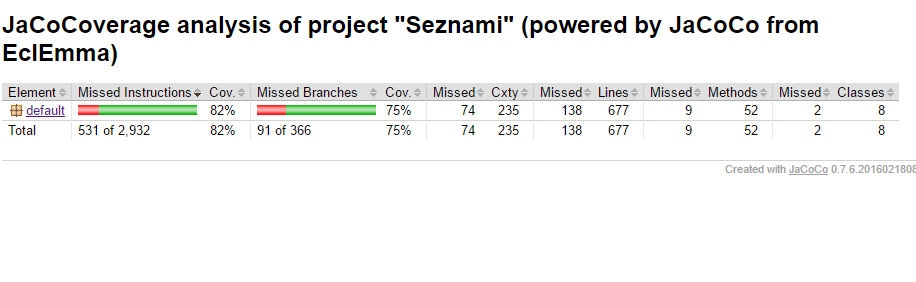 JaCoCoverage analysis of project "Seznami" (powered by JaCoCo from
EclEmma)
Element Missed Instructions Cov. Missed Branches Cov. Missed Cxty Missed Lines Missed Methods Missed Classes
default 82% 75% 74 235 138 677 9 52 2 8
Total 531 of 2,932 82% 91 of 366 75% 74 235 138 677 9 52 2 8
Created with JaCoCo 0.7.6.2016021808